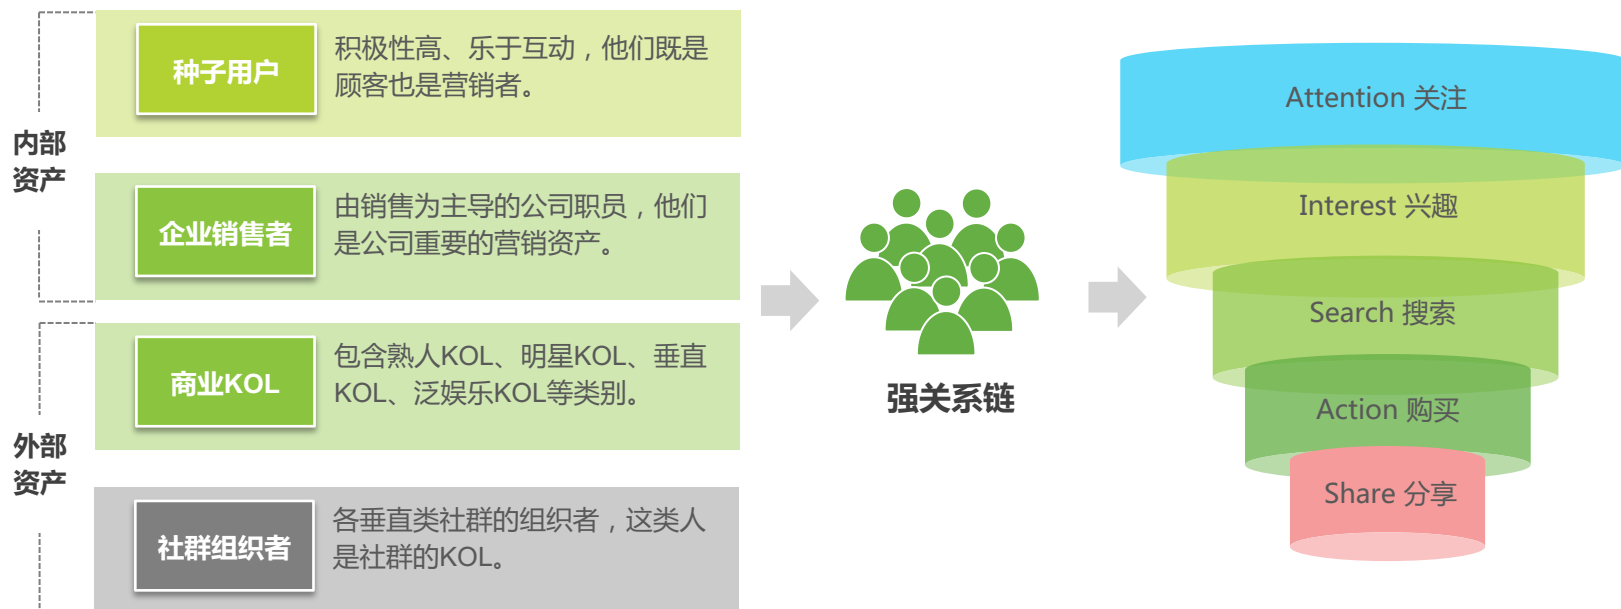 内部
资产
种子用户
积极性高、乐于互动，他们既是
顾客也是营销者。
企业销售者
由销售为主导的公司职员，他们
是公司重要的营销资产。
外部
资产
商业KOL
包含熟人KOL、明星KOL、垂直
KOL、泛娱乐KOL等类别。
社群组织者
各垂直类社群的组织者，这类人
是社群的KOL。
强关系链
Attention 关注
Interest 兴趣
Search 搜索
Action 购买
Share 分享